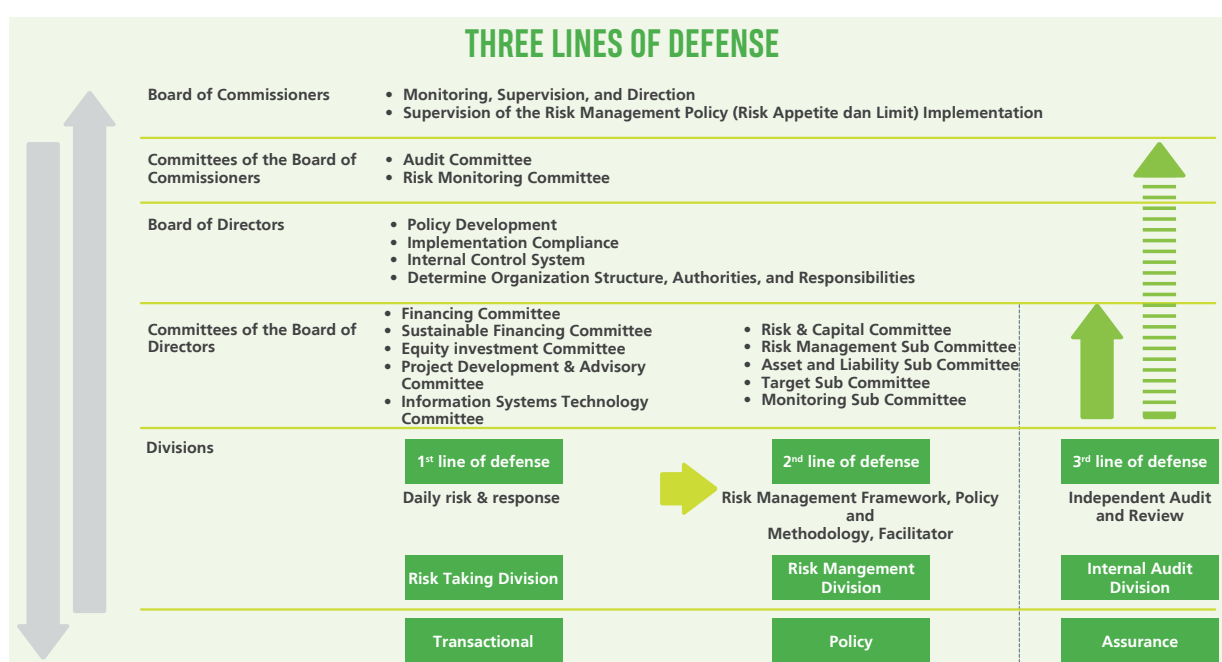 THREE LINES OF DEFENSE
Board of Commissioners
• Monitoring, Supervision, and Direction
• Supervision of the Risk Management Policy (Risk Appetite dan Limit) Implementation
Committees of the Board of
Commissioners
• Audit Committee
• Risk Monitoring Committee
Board of Directors
• Policy Development
• Implementation Compliance
• Internal Control System
• Determine Organization Structure, Authorities, and Responsibilities
Committees of the Board of
Directors
• Financing Committee
• Sustainable Financing Committee
• Equity investment Committee
• Project Development & Advisory
Committee
• Information Systems Technology
Committee
• Risk & Capital Committee
• Risk Management Sub Committee
• Asset and Liability Sub Committee
• Target Sub Committee
• Monitoring Sub Committee
Divisions
1st line of defense
Daily risk & response
Risk Taking Division
Transactional
2nd line of defense
Risk Management Framework, Policy
and
Methodology, Facilitator
Risk Mangement
Division
Policy
3rd line of defense
Independent Audit
and Review
Internal Audit
Division
Assurance